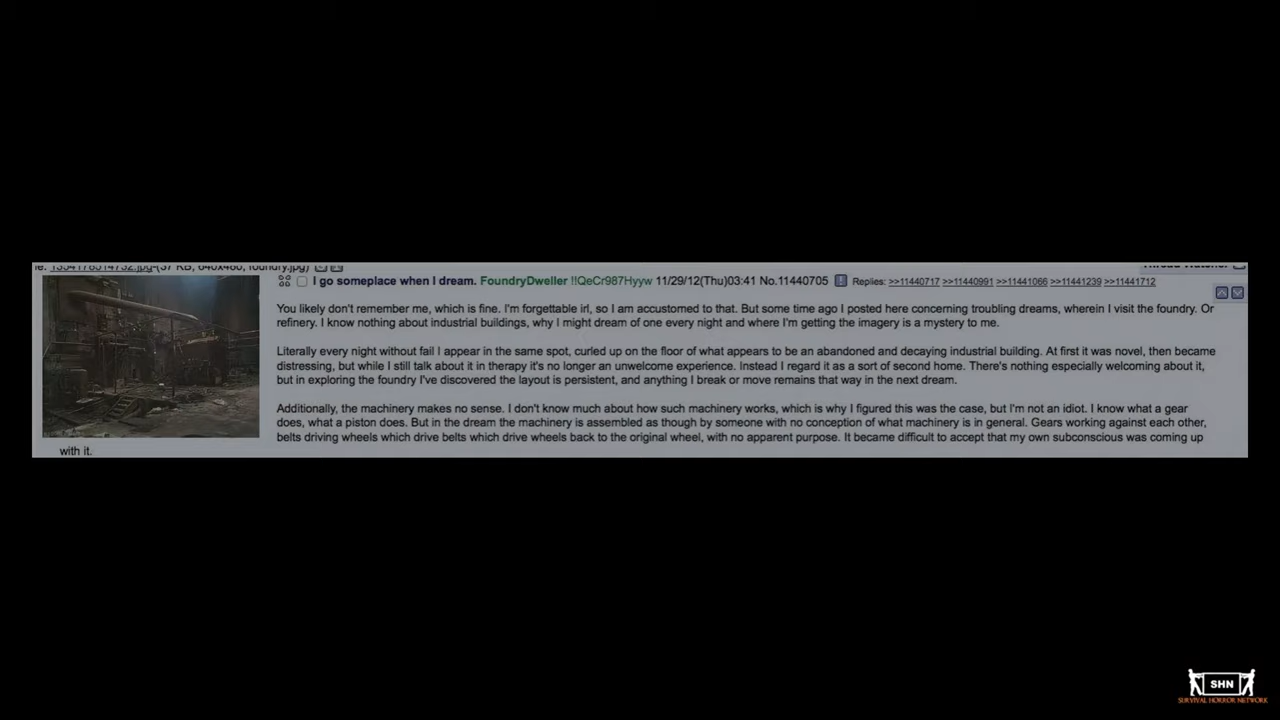 1354178514732.jpg-(37 KB, 640x480, foundry.jpg)
I go someplace when I dream. FoundryDweller !!QeCr987Hyyw 11/29/12(Thu)03:41 No.11440705 Replies: >>11440717 >>11440991 >>11441066 >>11441239 >>11441712
You likely don't remember me, which is fine. I'm forgettable irl, so I am accustomed to that. But some time ago I posted here concerning troubling dreams, wherein I visit the foundry. Or
refinery. I know nothing about industrial buildings, why I might dream of one every night and where I'm getting the imagery is a mystery to me.
Literally every night without fail I appear in the same spot, curled up on the floor of what appears to be an abandoned and decaying industrial building. At first it was novel, then became
distressing, but while I still talk about it in therapy it's no longer an unwelcome experience. Instead I regard it as a sort of second home. There's nothing especially welcoming about it,
but in exploring the foundry I've discovered the layout is persistent, and anything I break or move remains that way in the next dream.
Additionally, the machinery makes no sense. I don't know much about how such machinery works, which is why I figured this was the case, but I'm not an idiot. I know what a gear
does, what a piston does. But in the dream the machinery is assembled as though by someone with no conception of what machinery is in general. Gears working against each other,
belts driving wheels which drive belts which drive wheels back to the original wheel, with no apparent purpose. It became difficult to accept that my own subconscious was coming up
with it.
SHN
SURVIVAL HORROR NETWORK